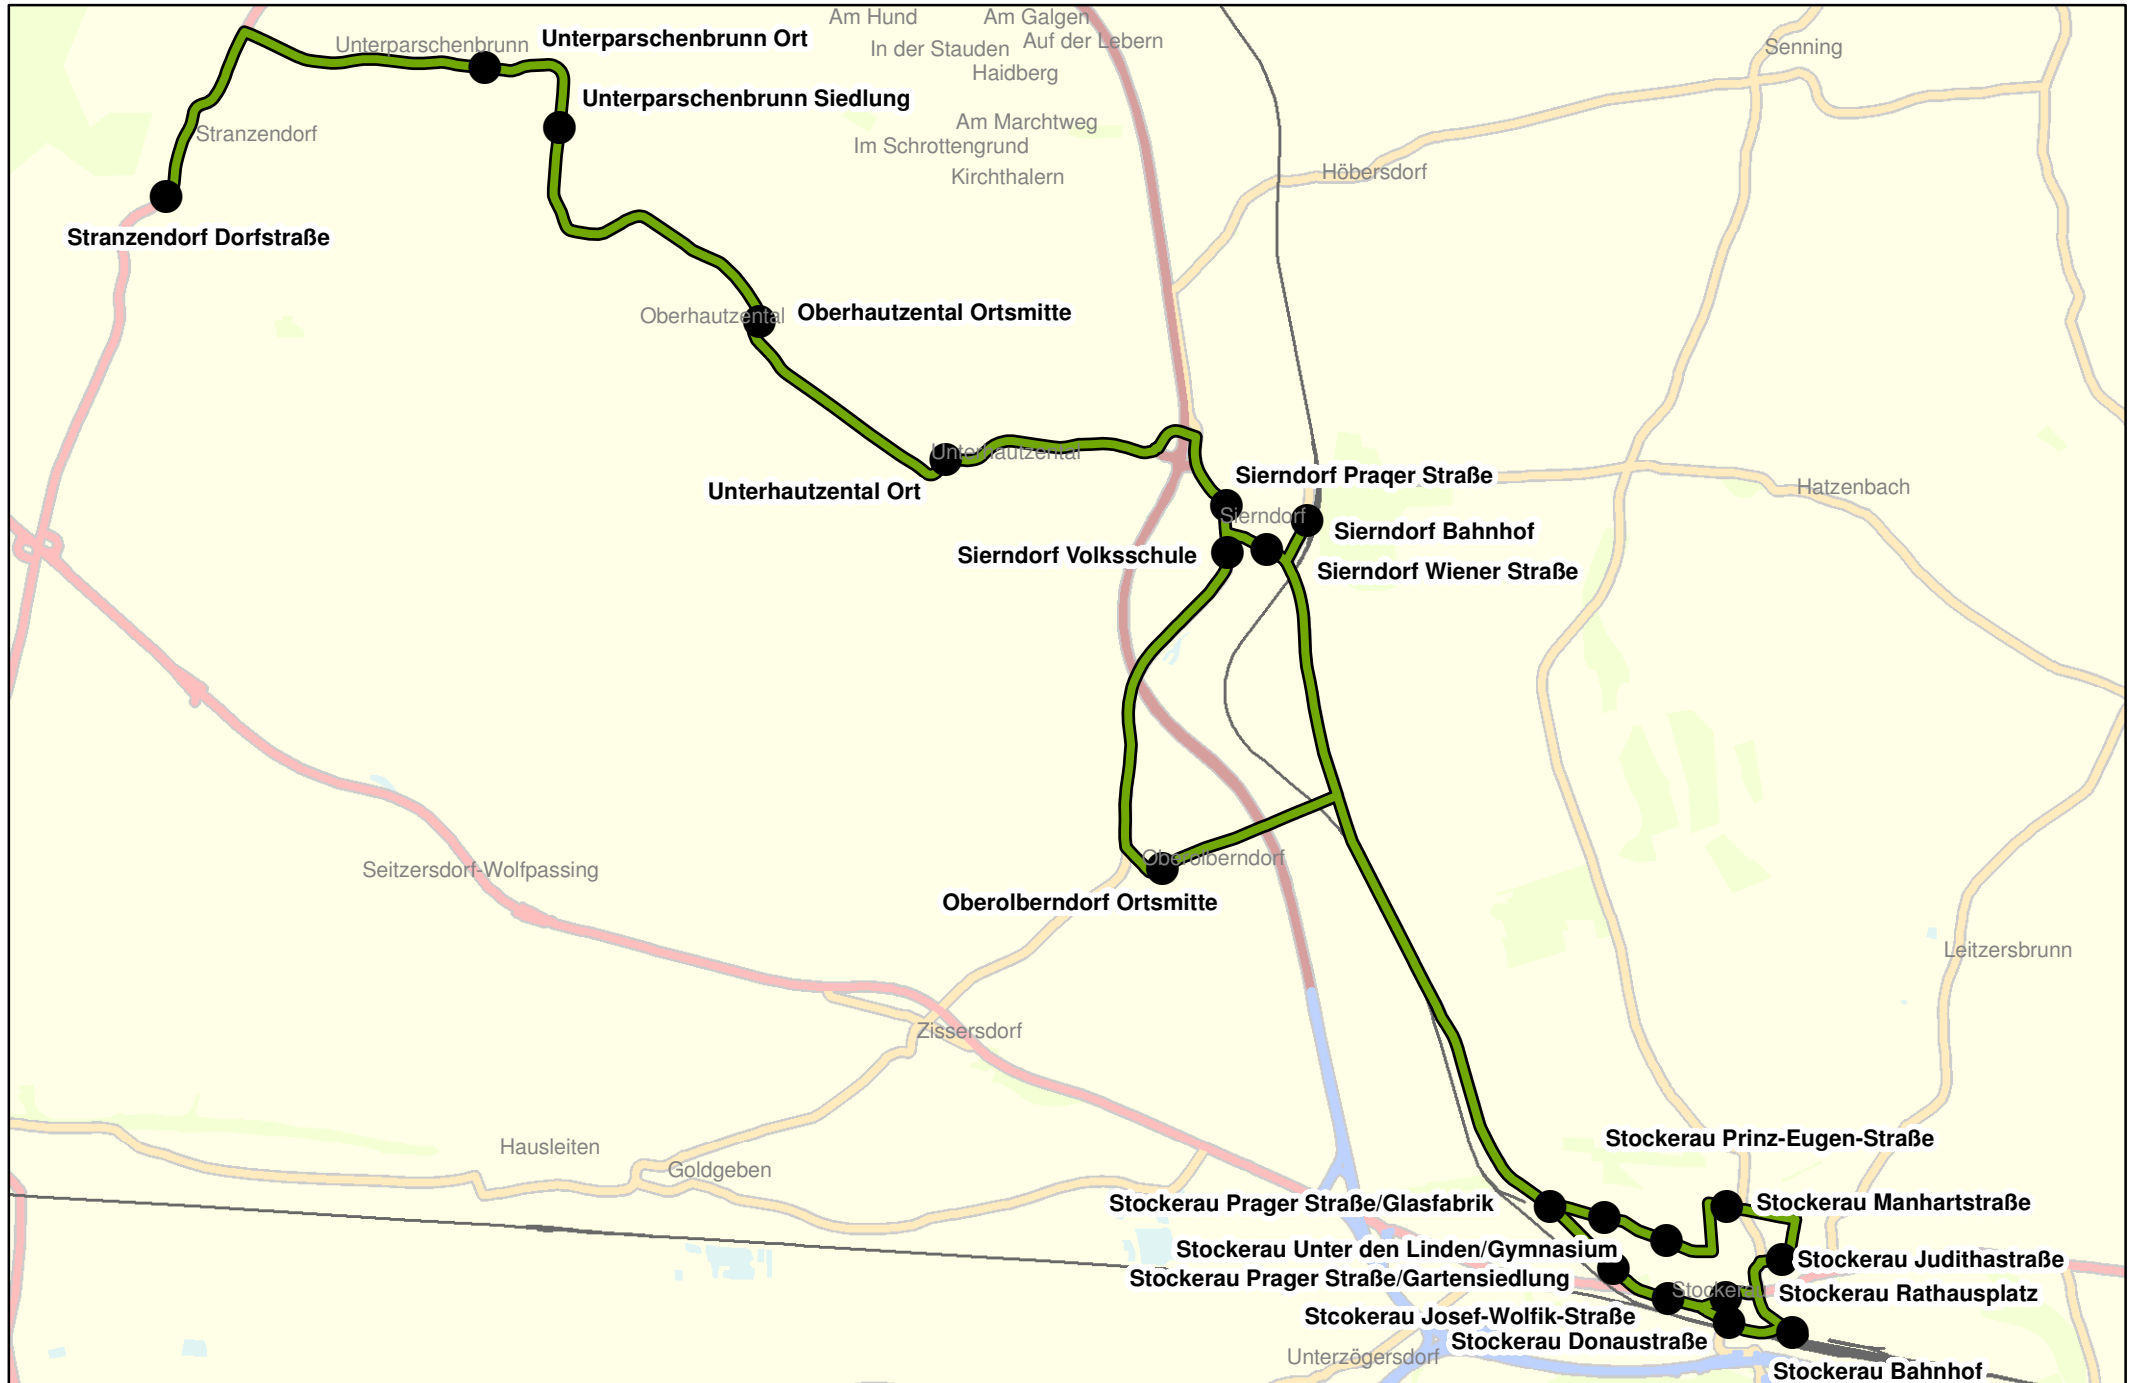 Am Hund
Am Galgen
Unterparschenbrunn
Unterparschenbrunn Ort
In der Stauden
Auf der Lebern
Senning
Haidberg
Unterparschenbrunn Siedlung
Stranzendorf
Am Marchtweg
Im Schrottengrund
Kirchthalern
Höbersdorf
Stranzendorf Dorfstraße
Oberhautzental
Oberhautzental Ortsmitte
Unterhautzental
Unterhautzental Ort
Sierndorf Praqer Straße
Hatzenbach
Sierndorf
Sierndorf Bahnhof
Sierndorf Volksschule
Sierndorf Wiener Straße
Oberolberndorf
Seitzersdorf-Wolfpassing
Oberolberndorf Ortsmitte
Leitzersbrunn
Zissersdorf
Hausleiten
Goldgeben
Stockerau Prinz-Eugen-Straße
Stockerau Prager Straße/Glasfabrik
Stockerau Manhartstraße
Stockerau Unter den Linden/Gymnasium
Stockerau Judithastraße
Stockerau Prager Straße/Gartensiedlung
Stockerau
Stockerau Rathausplatz
Stcokerau Josef-Wolfik-Straße
Stockerau Donaustraße
Unterzögersdorf
Stockerau Bahnhof